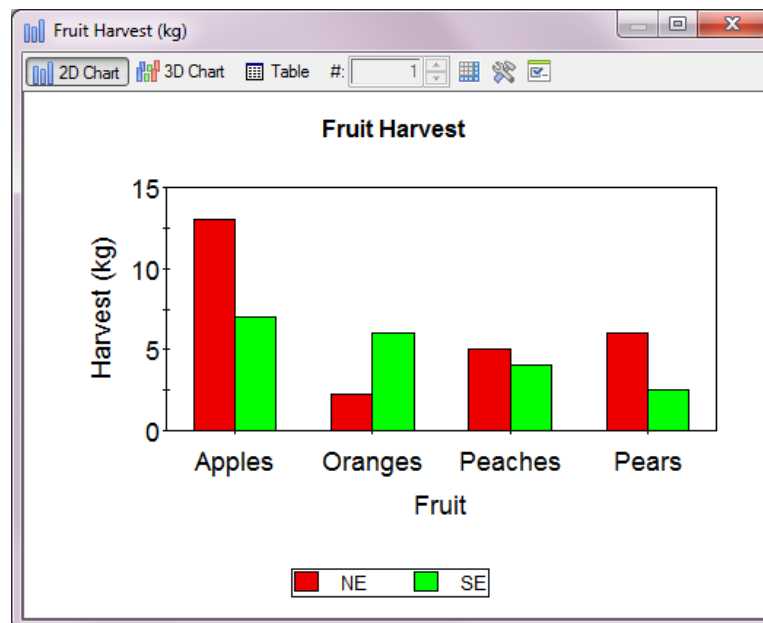 Fruit Harvest (kg)
2D Chart 3D Chart Table #: 1
Fruit Harvest
15
10
5
0
Harvest (kg)
Apples Oranges Peaches Pears
Fruit
NE SE